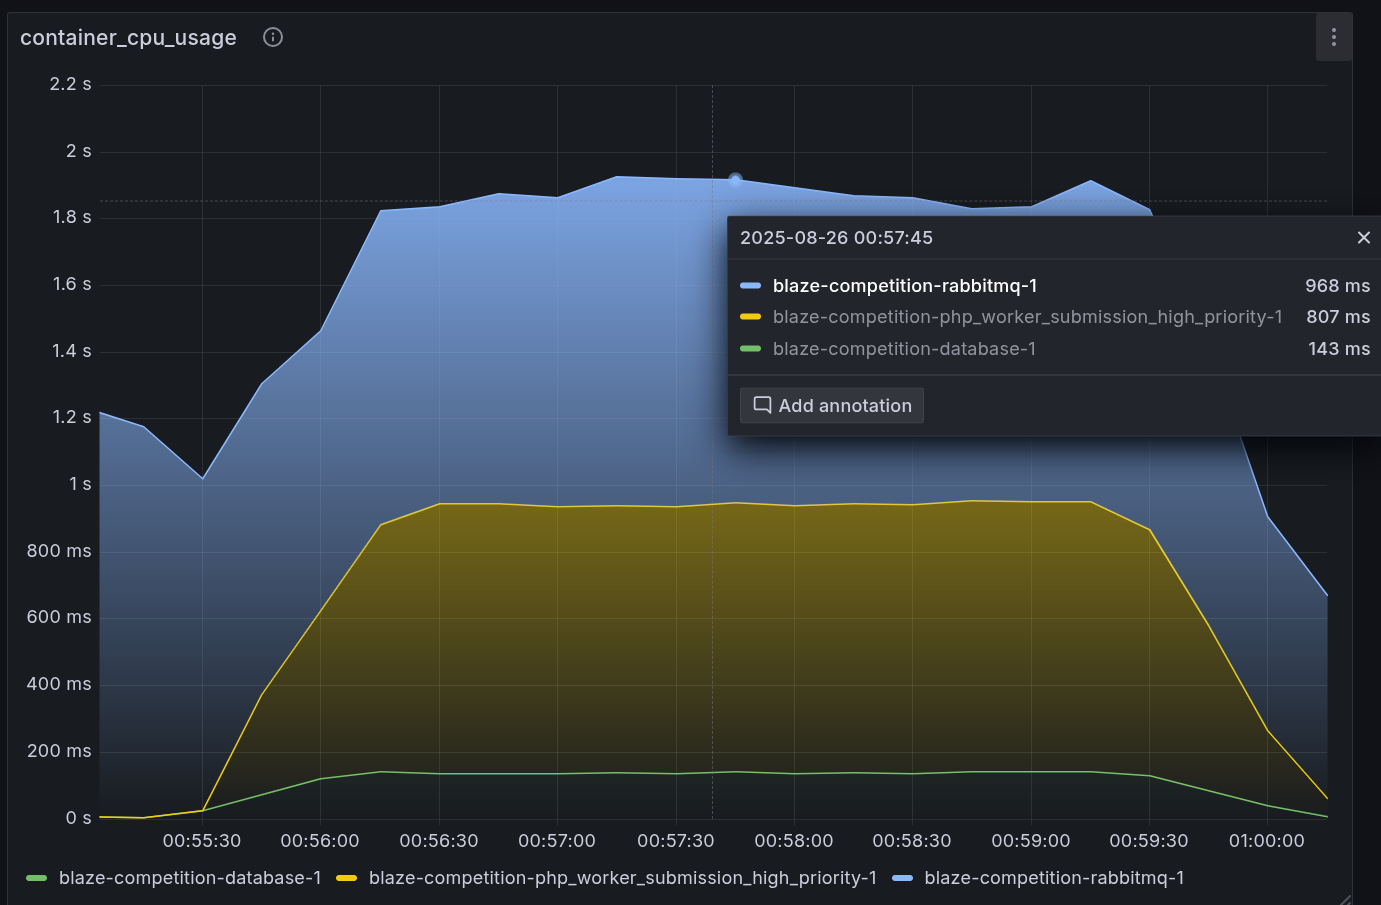 container_cpu_usage
2.2 s
2 s
1.8 s
1.6 s
1.4 s
1.2 s
1 s
800 ms
600 ms
400 ms
200 ms
0 s
2025-08-26 00:57:45
blaze-competition-rabbitmq-1 968 ms
blaze-competition-php_worker_submission_high_priority-1 807 ms
blaze-competition-database-1 143 ms
Add annotation
00:55:30 00:56:00 00:56:30 00:57:00 00:57:30 00:58:00 00:58:30 00:59:00 00:59:30 01:00:00
blaze-competition-database-1 blaze-competition-php_worker_submission_high_priority-1 blaze-competition-rabbitmq-1